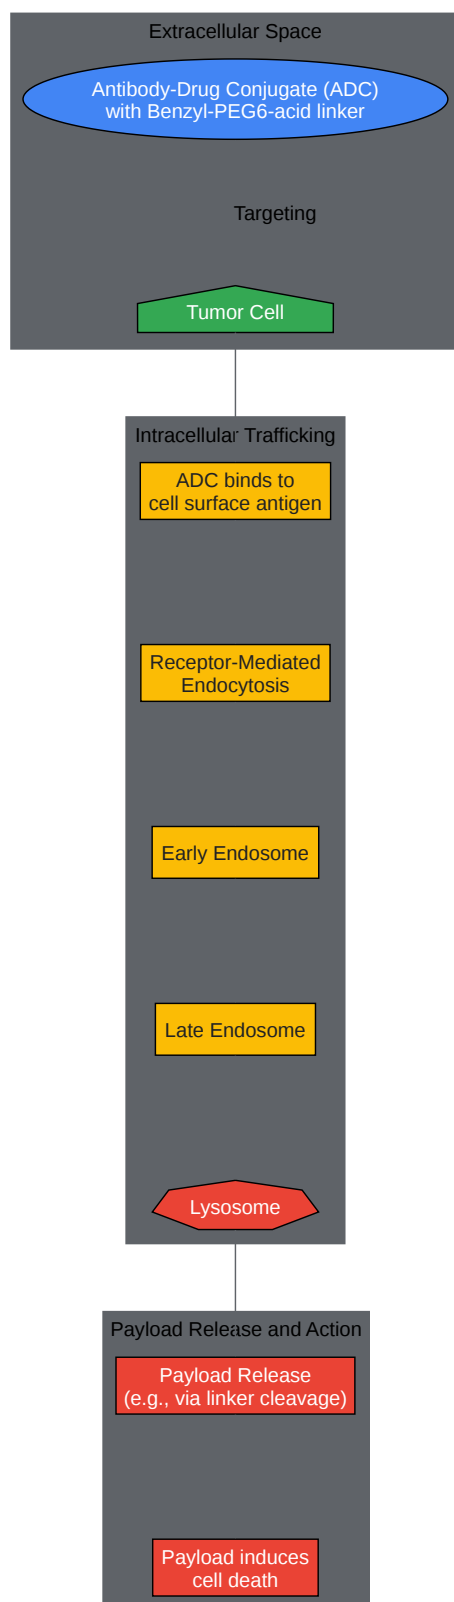 Extracellular Space
Antibody-Drug Conjugate (ADC)
with Benzyl-PEG6-acid linker
Targeting
Tumor Cell
Intracellular Trafficking
ADC binds to
cell surface antigen
Receptor-Mediated
Endocytosis
Early Endosome
Late Endosome
Lysosome
Payload Release and Action
Payload Release
(e.g., via linker cleavage)
Payload induces
cell death